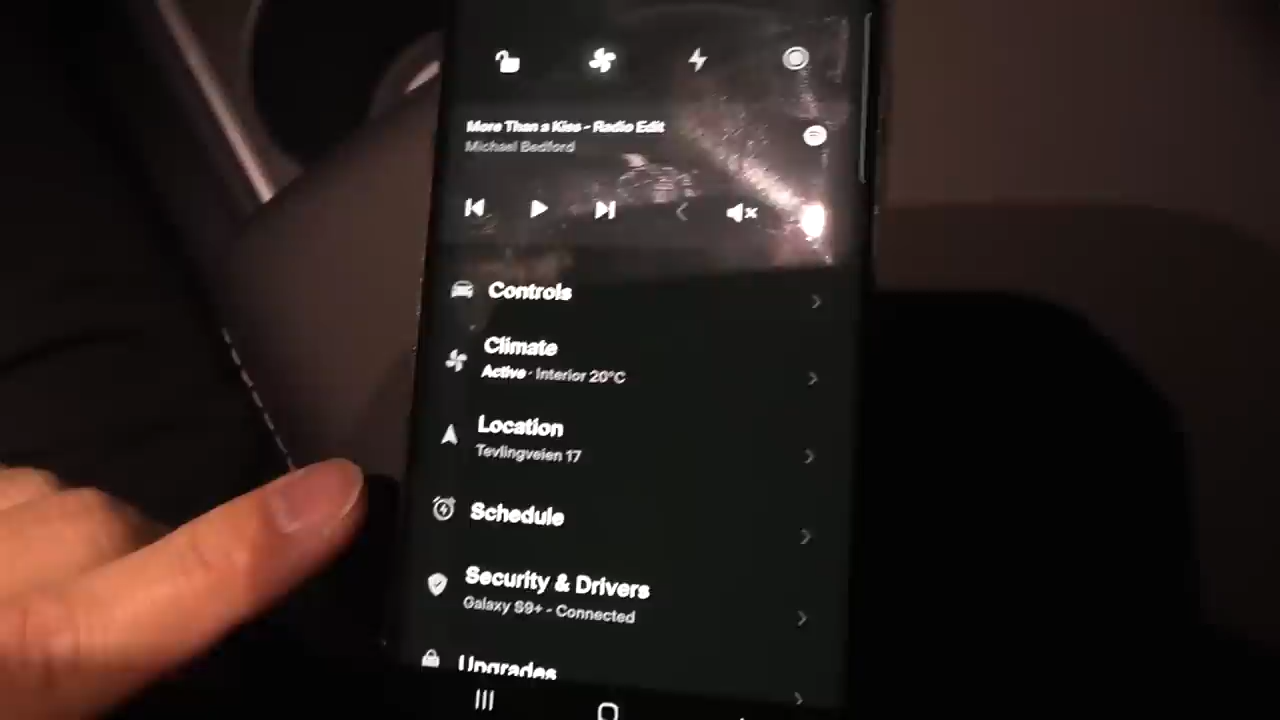 More Than a Kiss - Radio Edit
Michael Bedford
Controls
Climate
Active · Interior 20°C
Location
Tevlingveien 17
Schedule
Security & Drivers
Galaxy S9+ - Connected
Upgrades